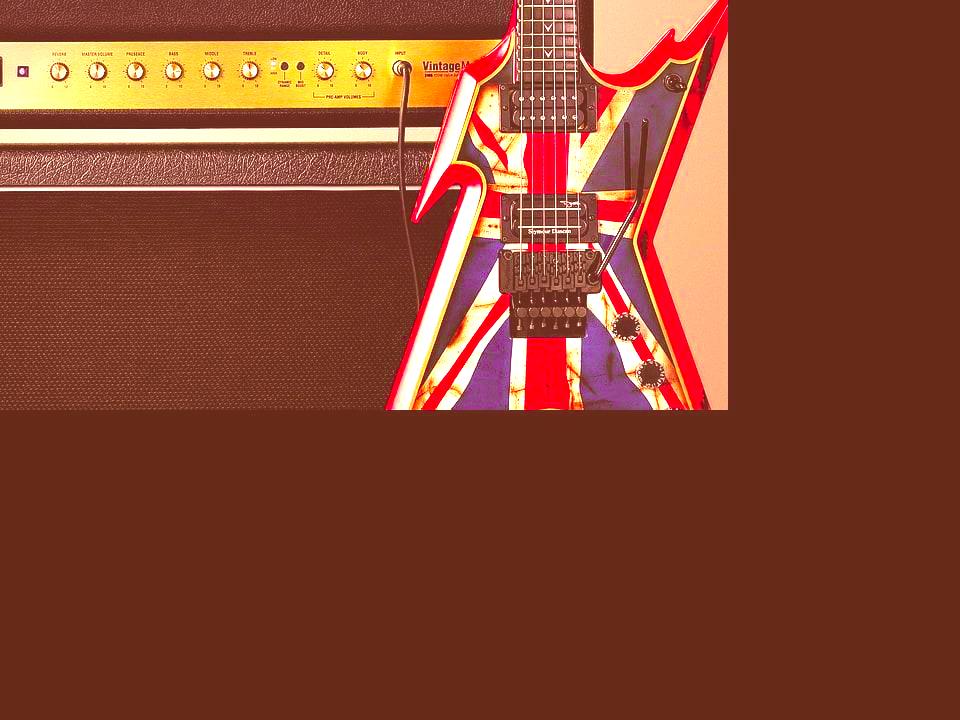 REVERB MASTER VOLUME PRESENCE BASS MIDDLE TREBLE DETAIL BODY INPUT
VintageM
DYNAMIC RANGE
MID BOOST
PRE-AMP VOLUMES
Seymour Duncan